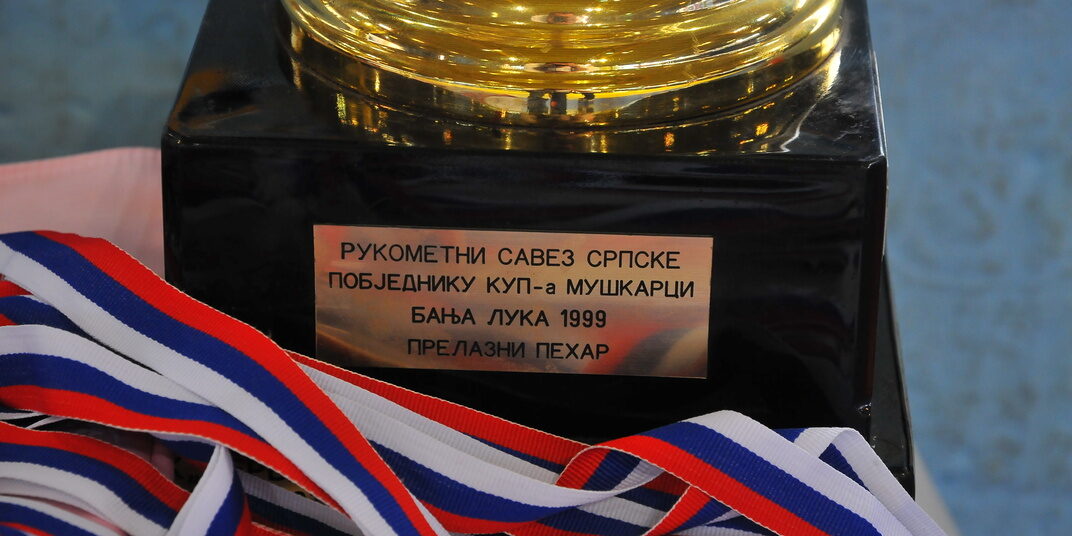 РУКОМЕТНИ САВЕЗ СРПСКЕ
ПОБЈЕДНИКУ КУП-а МУШКАРЦИ
БАЊА ЛУКА 1999
ПРЕЛАЗНИ ПЕХАР